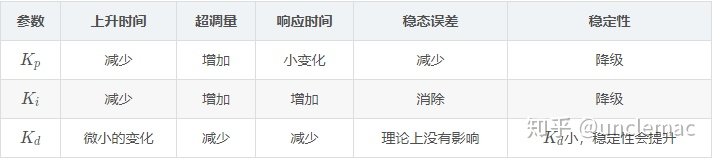 参数 上升时间 超调量 响应时间 稳态误差 稳定性
Kp 减少 增加 小变化 减少 降级
Ki 减少 增加 增加 消除 降级
Kd 微小的变化 减少 减少 理论上没有影响 Kd小，稳定性会提升
知乎 @unclemac